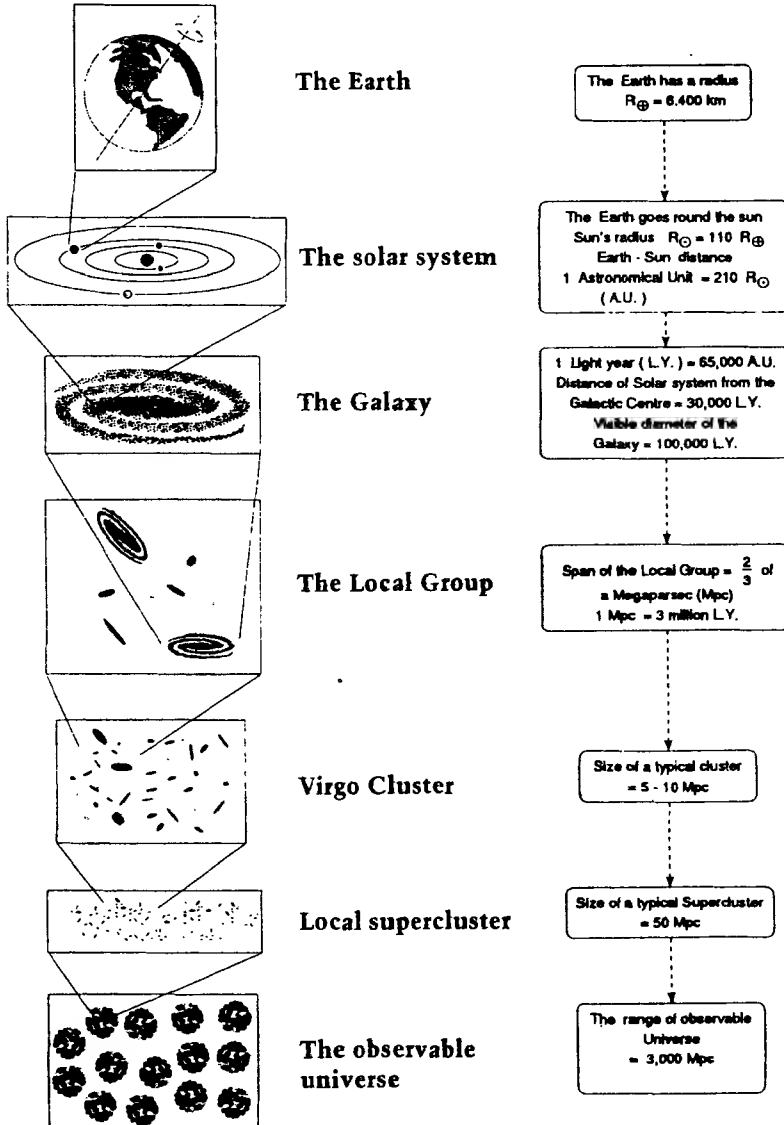 The Earth
The Earth has a radius
R⊕ = 6.400 km
The solar system
The Earth goes round the sun
Sun's radius R☉ = 110 R⊕
Earth - Sun distance
1 Astronomical Unit = 210 R☉
( A.U. )
The Galaxy
1 Light year ( L.Y. ) = 65,000 A.U.
Distance of Solar system from the
Galactic Centre = 30,000 L.Y.
Visible diameter of the
Galaxy = 100,000 L.Y.
The Local Group
Span of the Local Group = 2/3 of
a Megaparsec (Mpc)
1 Mpc = 3 million L.Y.
Virgo Cluster
Size of a typical cluster
= 5 - 10 Mpc
Local supercluster
Size of a typical Supercluster
= 50 Mpc
The observable
universe
The range of observable
Universe
= 3,000 Mpc